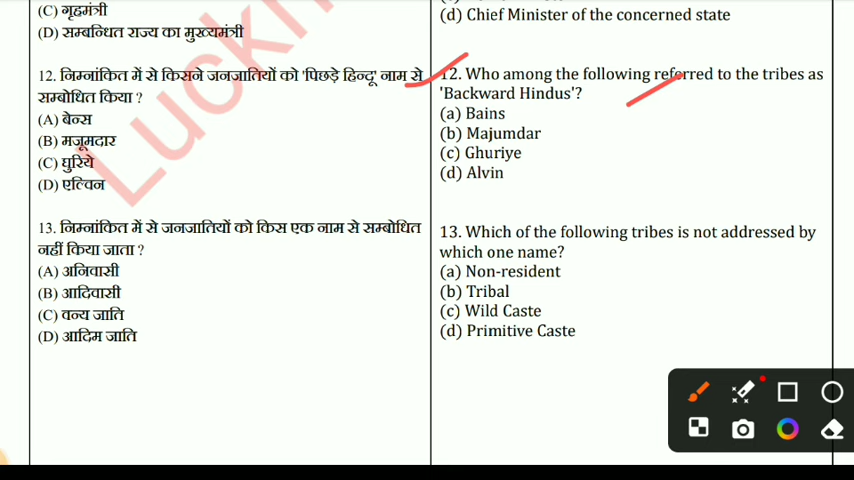 (C) गृहमंत्री
(D) सम्बन्धित राज्य का मुख्यमंत्री
12. निम्नांकित में से किसने जनजातियों को 'पिछड़े हिन्दू' नाम से
सम्बोधित किया ?
(A) बेन्स
(B) मजूमदार
(C) घुरिये
(D) एल्विन
13. निम्नांकित में से जनजातियों को किस एक नाम से सम्बोधित
नहीं किया जाता ?
(A) अनिवासी
(B) आदिवासी
(C) वन्य जाति
(D) आदिम जाति
(d) Chief Minister of the concerned state
12. Who among the following referred to the tribes as
'Backward Hindus'?
(a) Bains
(b) Majumdar
(c) Ghuriye
(d) Alvin
13. Which of the following tribes is not addressed by
which one name?
(a) Non-resident
(b) Tribal
(c) Wild Caste
(d) Primitive Caste
Luckn